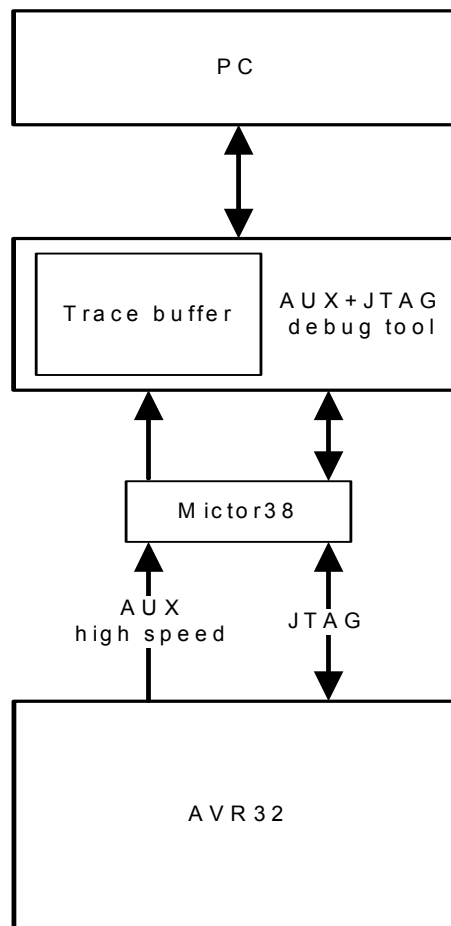 PC
Trace buffer
AUX+JTAG
debug tool
Mictor38
AUX
high speed
JTAG
AVR32